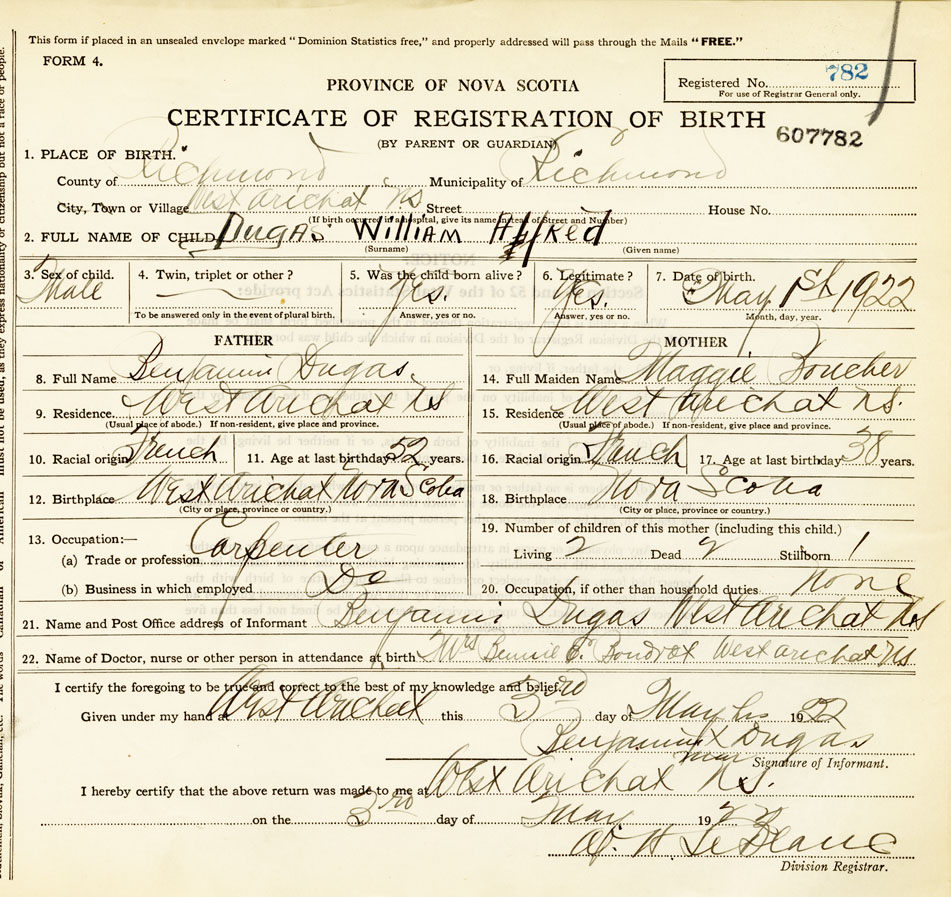 This form if placed in an unsealed envelope marked "Dominion Statistics free," and properly addressed will pass through the Mails "FREE."
FORM 4.
Registered No. 782
For use of Registrar General only.
PROVINCE OF NOVA SCOTIA
CERTIFICATE OF REGISTRATION OF BIRTH
607782
(BY PARENT OR GUARDIAN)
1. PLACE OF BIRTH.
County of Richmond Municipality of Richmond
City, Town or Village West Arichat NS Street House No.
(If birth occurred in a hospital, give its name instead of Street and Number)
2. FULL NAME OF CHILD Dugas William Alfred
(Surname) (Given name)
3. Sex of child. 4. Twin, triplet or other? 5. Was the child born alive? 6. Legitimate? 7. Date of birth.
Male Yes. Yes. May 1st 1922
To be answered only in the event of plural birth. Answer, yes or no. Answer, yes or no. Month, day, year.
FATHER MOTHER
8. Full Name Benjamin Dugas. 14. Full Maiden Name Maggie Boucher
9. Residence West Arichat NS 15. Residence West Arichat NS.
(Usual place of abode.) If non-resident, give place and province. (Usual place of abode.) If non-resident, give place and province.
10. Racial origin French 11. Age at last birthday 52 years. 16. Racial origin French 17. Age at last birthday 38 years.
12. Birthplace West Arichat Nova Scotia 18. Birthplace Nova Scotia
(City or place, province or country.) (City or place, province or country.)
13. Occupation:— 19. Number of children of this mother (including this child.)
(a) Trade or profession Carpenter Living 2 Dead 2 Stillborn 1
(b) Business in which employed Do 20. Occupation, if other than household duties None
21. Name and Post Office address of Informant Benjamin Dugas West Arichat NS
22. Name of Doctor, nurse or other person in attendance at birth Mrs West Arichat NS
I certify the foregoing to be true and correct to the best of my knowledge and belief.
Given under my hand at West Arichat this 3rd day of May 1922
Benjamin X Dugas
Signature of Informant.
I hereby certify that the above return was made to me at West Arichat NS.
on the 3rd day of May 1922
H LeBlanc
Division Registrar.